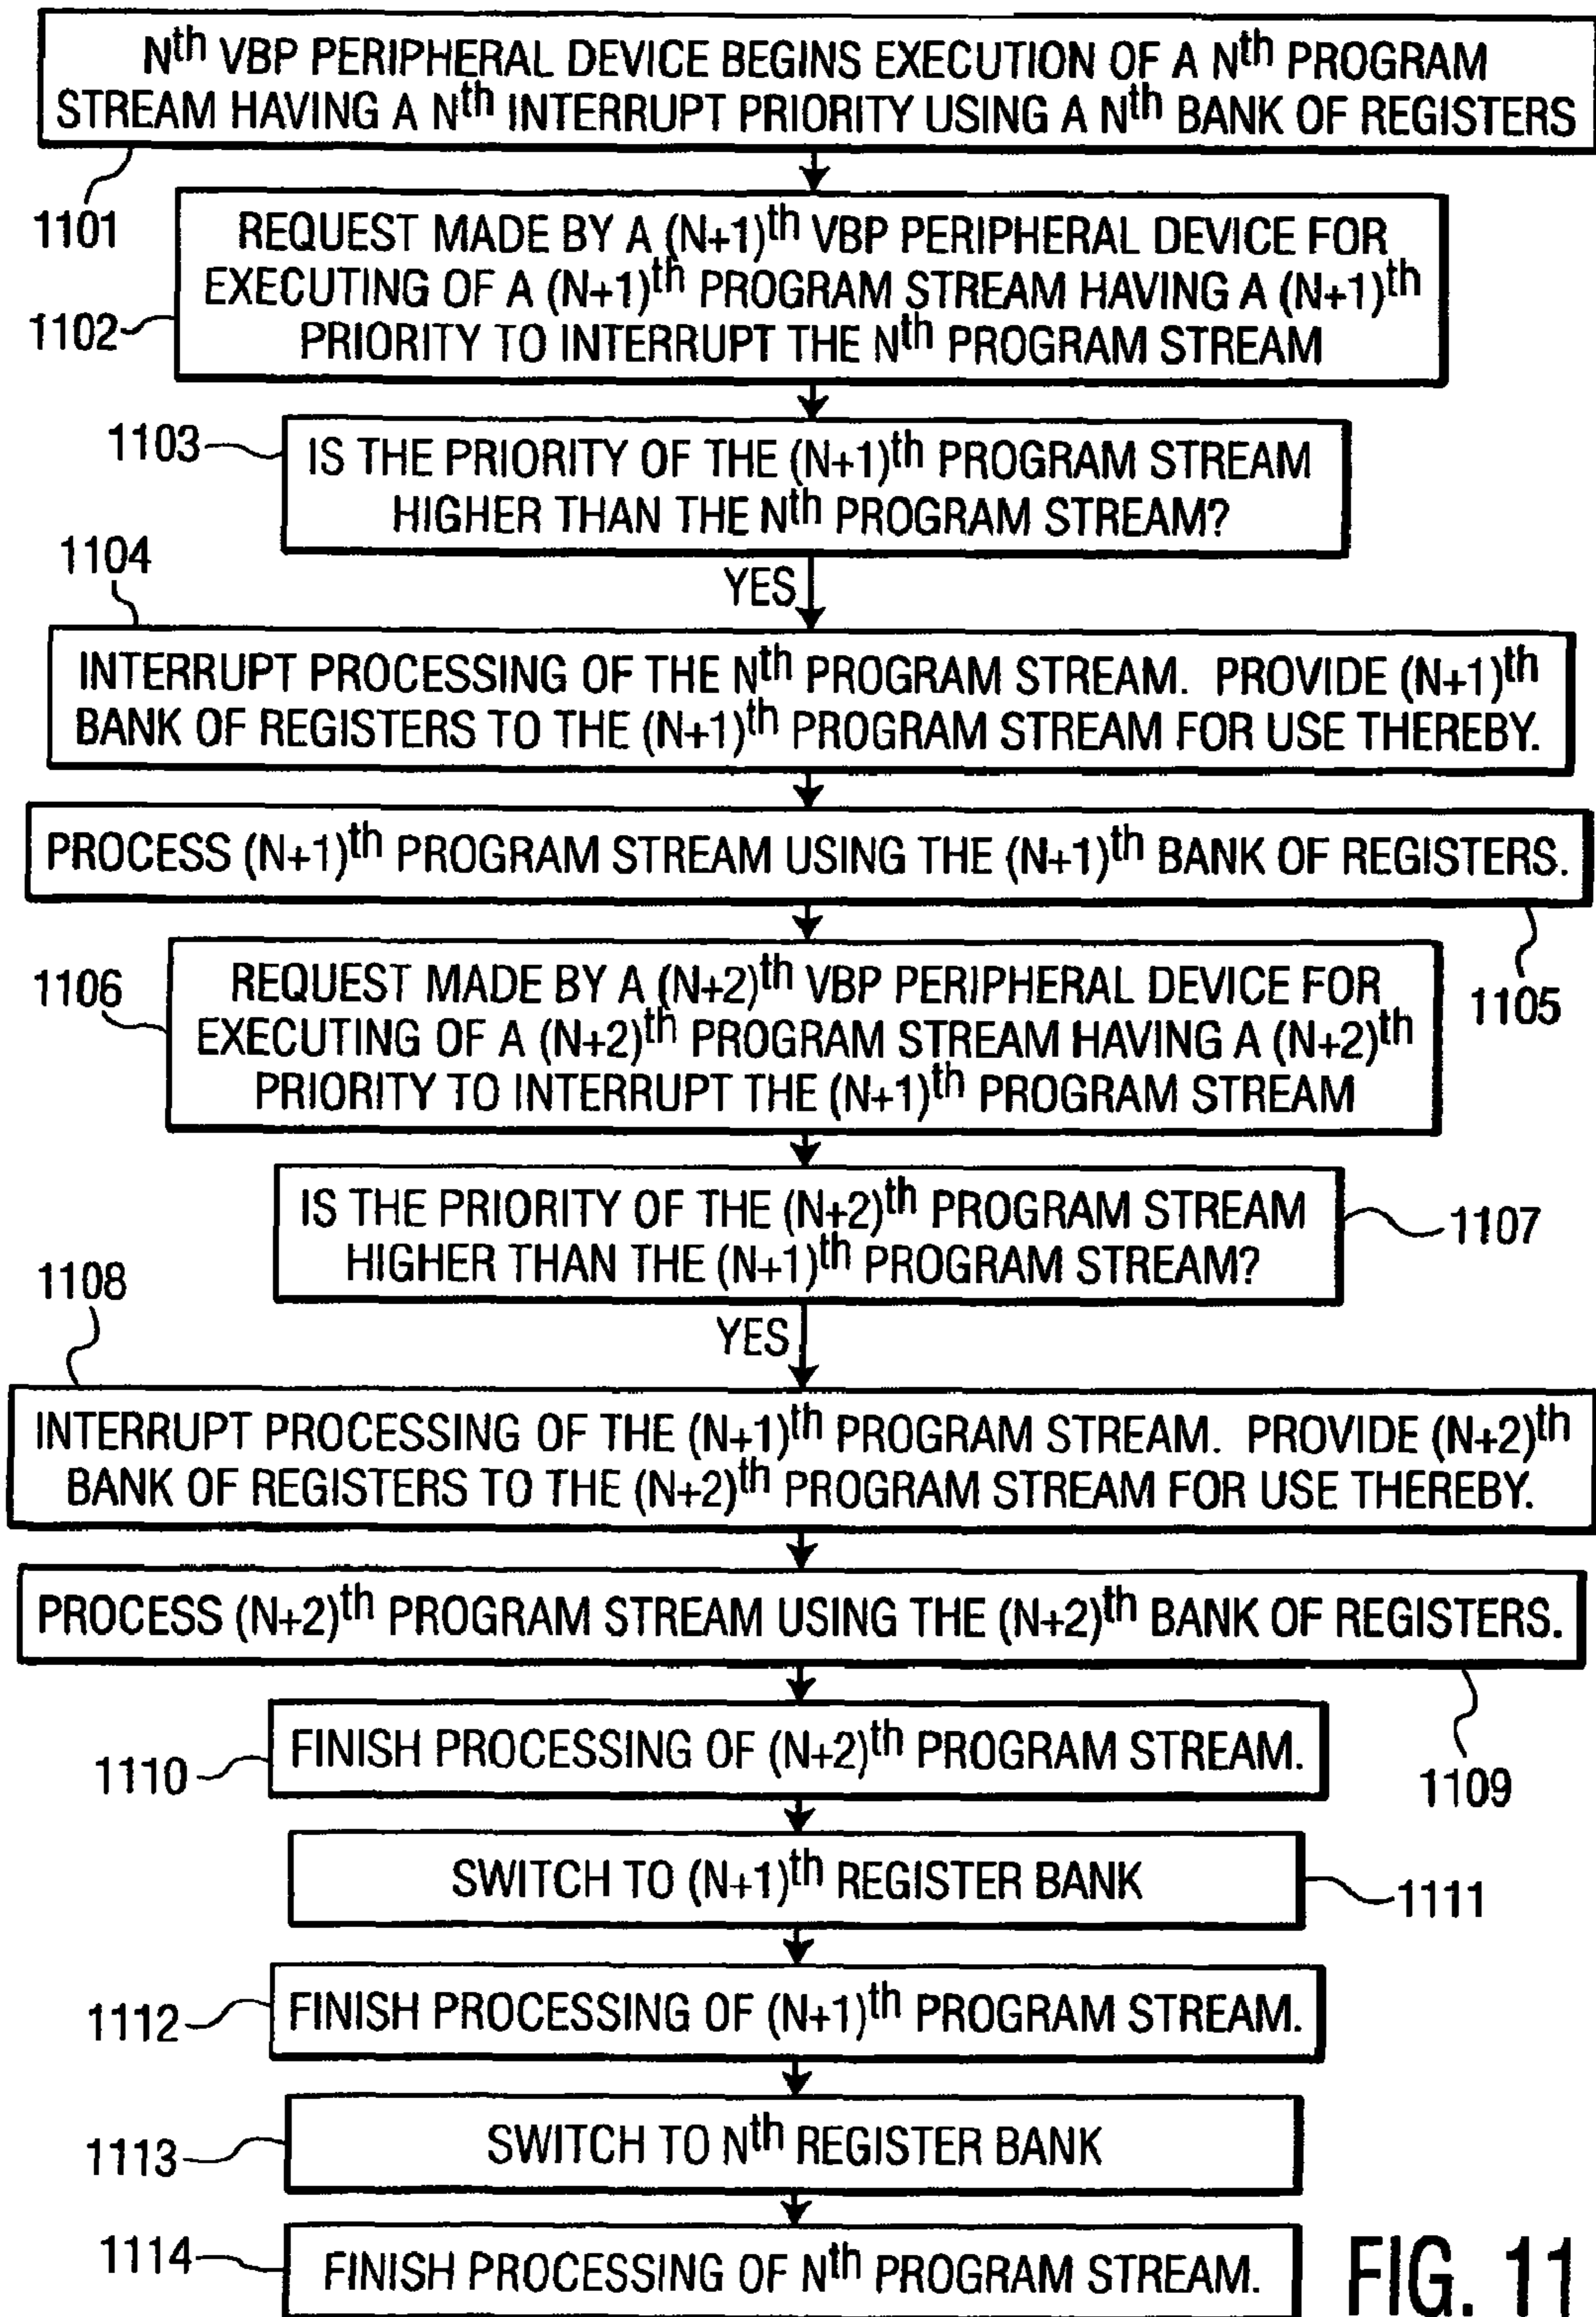 Nth VBP PERIPHERAL DEVICE BEGINS EXECUTION OF A Nth PROGRAM
STREAM HAVING A Nth INTERRUPT PRIORITY USING A Nth BANK OF REGISTERS
1101
REQUEST MADE BY A (N+1)th VBP PERIPHERAL DEVICE FOR
EXECUTING OF A (N+1)th PROGRAM STREAM HAVING A (N+1)th
PRIORITY TO INTERRUPT THE Nth PROGRAM STREAM
1102
1103
IS THE PRIORITY OF THE (N+1)th PROGRAM STREAM
HIGHER THAN THE Nth PROGRAM STREAM?
1104
YES
INTERRUPT PROCESSING OF THE Nth PROGRAM STREAM. PROVIDE (N+1)th
BANK OF REGISTERS TO THE (N+1)th PROGRAM STREAM FOR USE THEREBY.
PROCESS (N+1)th PROGRAM STREAM USING THE (N+1)th BANK OF REGISTERS.
1105
1106
REQUEST MADE BY A (N+2)th VBP PERIPHERAL DEVICE FOR
EXECUTING OF A (N+2)th PROGRAM STREAM HAVING A (N+2)th
PRIORITY TO INTERRUPT THE (N+1)th PROGRAM STREAM
IS THE PRIORITY OF THE (N+2)th PROGRAM STREAM
HIGHER THAN THE (N+1)th PROGRAM STREAM?
1107
1108
YES
INTERRUPT PROCESSING OF THE (N+1)th PROGRAM STREAM. PROVIDE (N+2)th
BANK OF REGISTERS TO THE (N+2)th PROGRAM STREAM FOR USE THEREBY.
PROCESS (N+2)th PROGRAM STREAM USING THE (N+2)th BANK OF REGISTERS.
1109
1110
FINISH PROCESSING OF (N+2)th PROGRAM STREAM.
SWITCH TO (N+1)th REGISTER BANK
1111
1112
FINISH PROCESSING OF (N+1)th PROGRAM STREAM.
1113
SWITCH TO Nth REGISTER BANK
1114
FINISH PROCESSING OF Nth PROGRAM STREAM.
FIG. 11